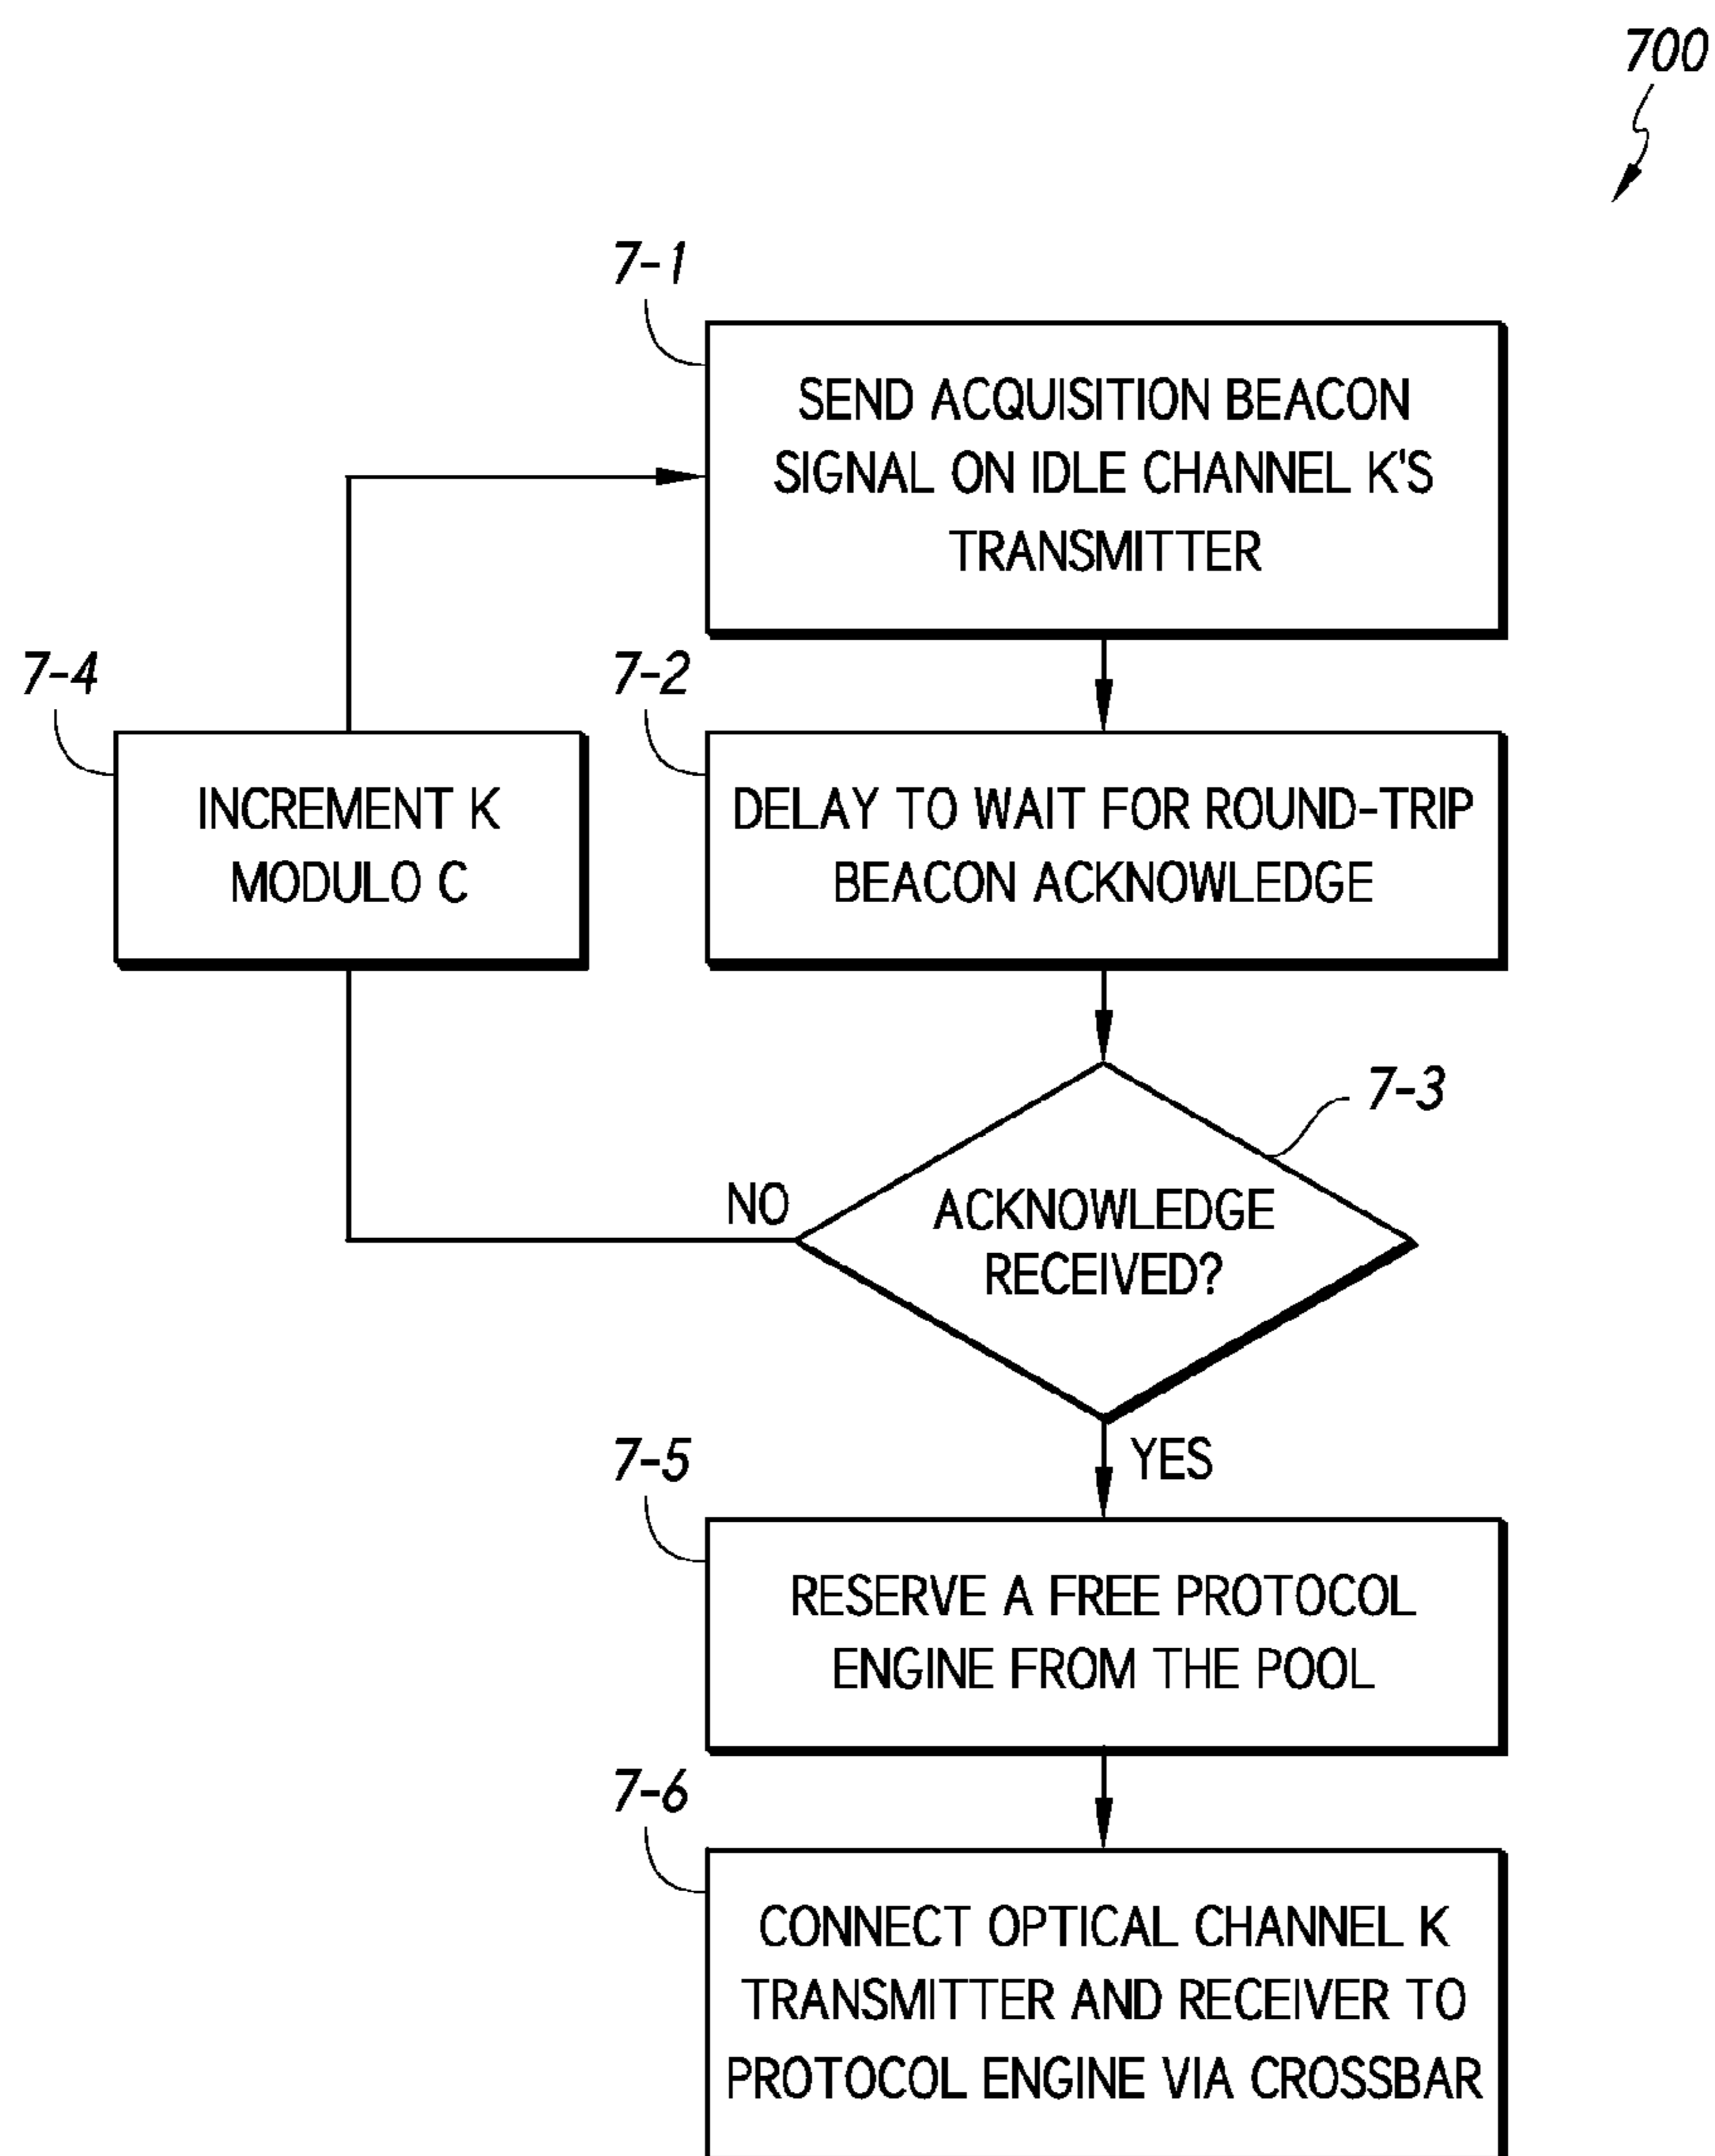 700
7-1
SEND ACQUISITION BEACON
SIGNAL ON IDLE CHANNEL K'S
TRANSMITTER
7-4
INCREMENT K
MODULO C
7-2
DELAY TO WAIT FOR ROUND-TRIP
BEACON ACKNOWLEDGE
7-3
ACKNOWLEDGE
RECEIVED?
NO
YES
7-5
RESERVE A FREE PROTOCOL
ENGINE FROM THE POOL
7-6
CONNECT OPTICAL CHANNEL K
TRANSMITTER AND RECEIVER TO
PROTOCOL ENGINE VIA CROSSBAR